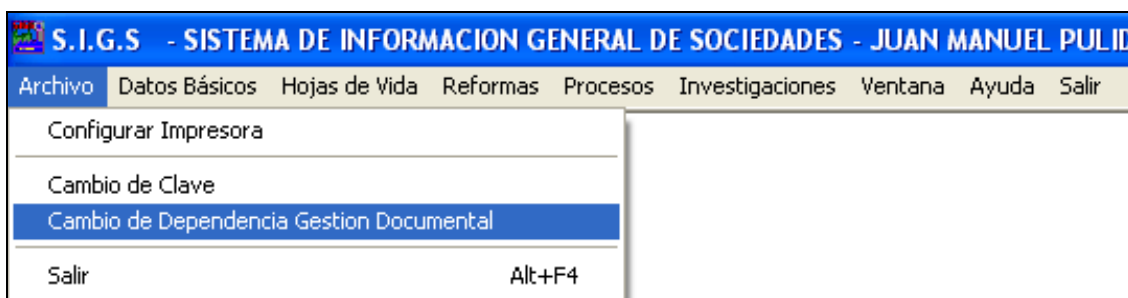 S.I.G.S - SISTEMA DE INFORMACION GENERAL DE SOCIEDADES - JUAN MANUEL
Archivo Datos Básicos Hojas de Vida Reformas Procesos Investigaciones Ventana Ayuda Salir
Configurar Impresora
Cambio de Clave
Cambio de Dependencia Gestion Documental
Salir Alt+F4